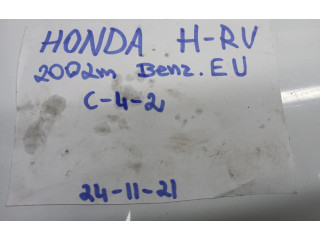 HONDA H-RV
2002m Benz. EU
C-4-2
24-11-21